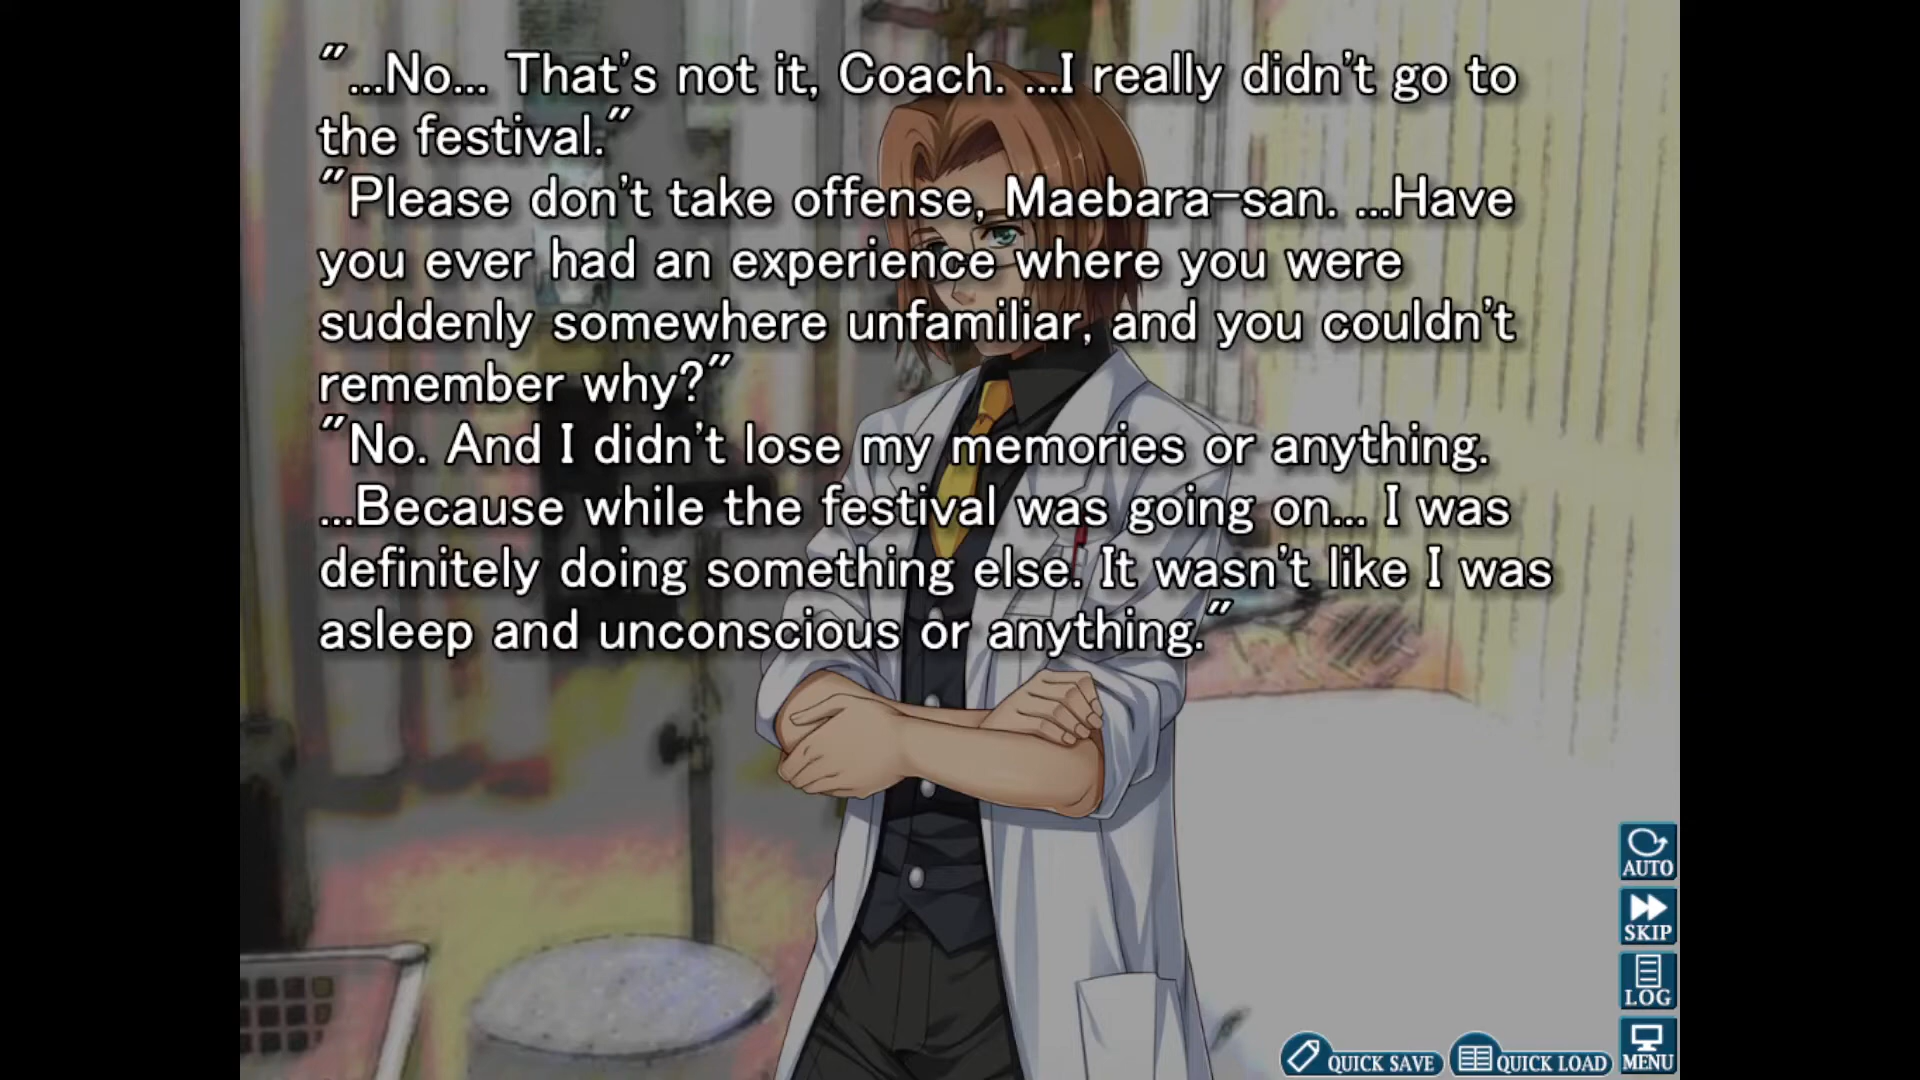 "...No... That's not it, Coach. ...I really didn't go to
the festival."
"Please don't take offense, Maebara-san. ...Have
you ever had an experience where you were
suddenly somewhere unfamiliar, and you couldn't
remember why?"
"No. And I didn't lose my memories or anything.
...Because while the festival was going on... I was
definitely doing something else. It wasn't like I was
asleep and unconscious or anything."
AUTO
SKIP
LOG
MENU
QUICK SAVE
QUICK LOAD